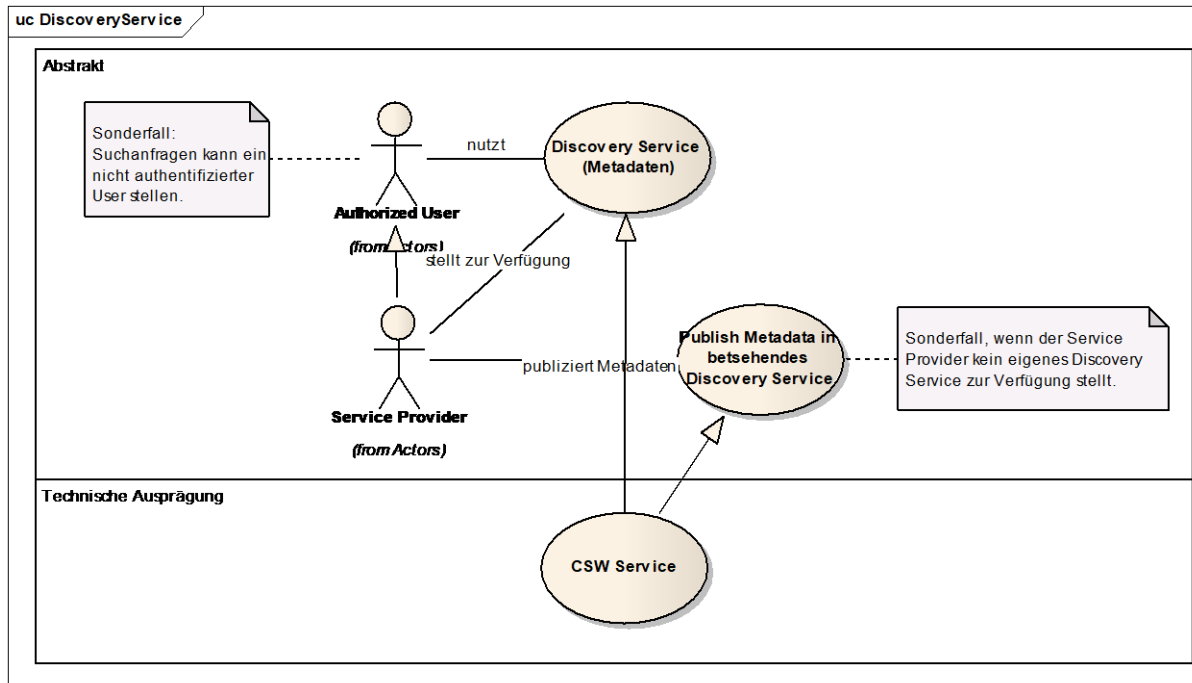 uc DiscoveryService
Abstrakt
Sonderfall:
Suchanfragen kann ein
nicht authentifizierter
User stellen.
nutzt
Discovery Service
(Metadaten)
Authorized User
(from Actors)
stellt zur Verfügung
Publish Metadata in
betsehendes
Discovery Service
Sonderfall, wenn der Service
Provider kein eigenes Discovery
Service zur Verfügung stellt.
publiziert Metadaten
Service Provider
(from Actors)
Technische Ausprägung
CSW Service